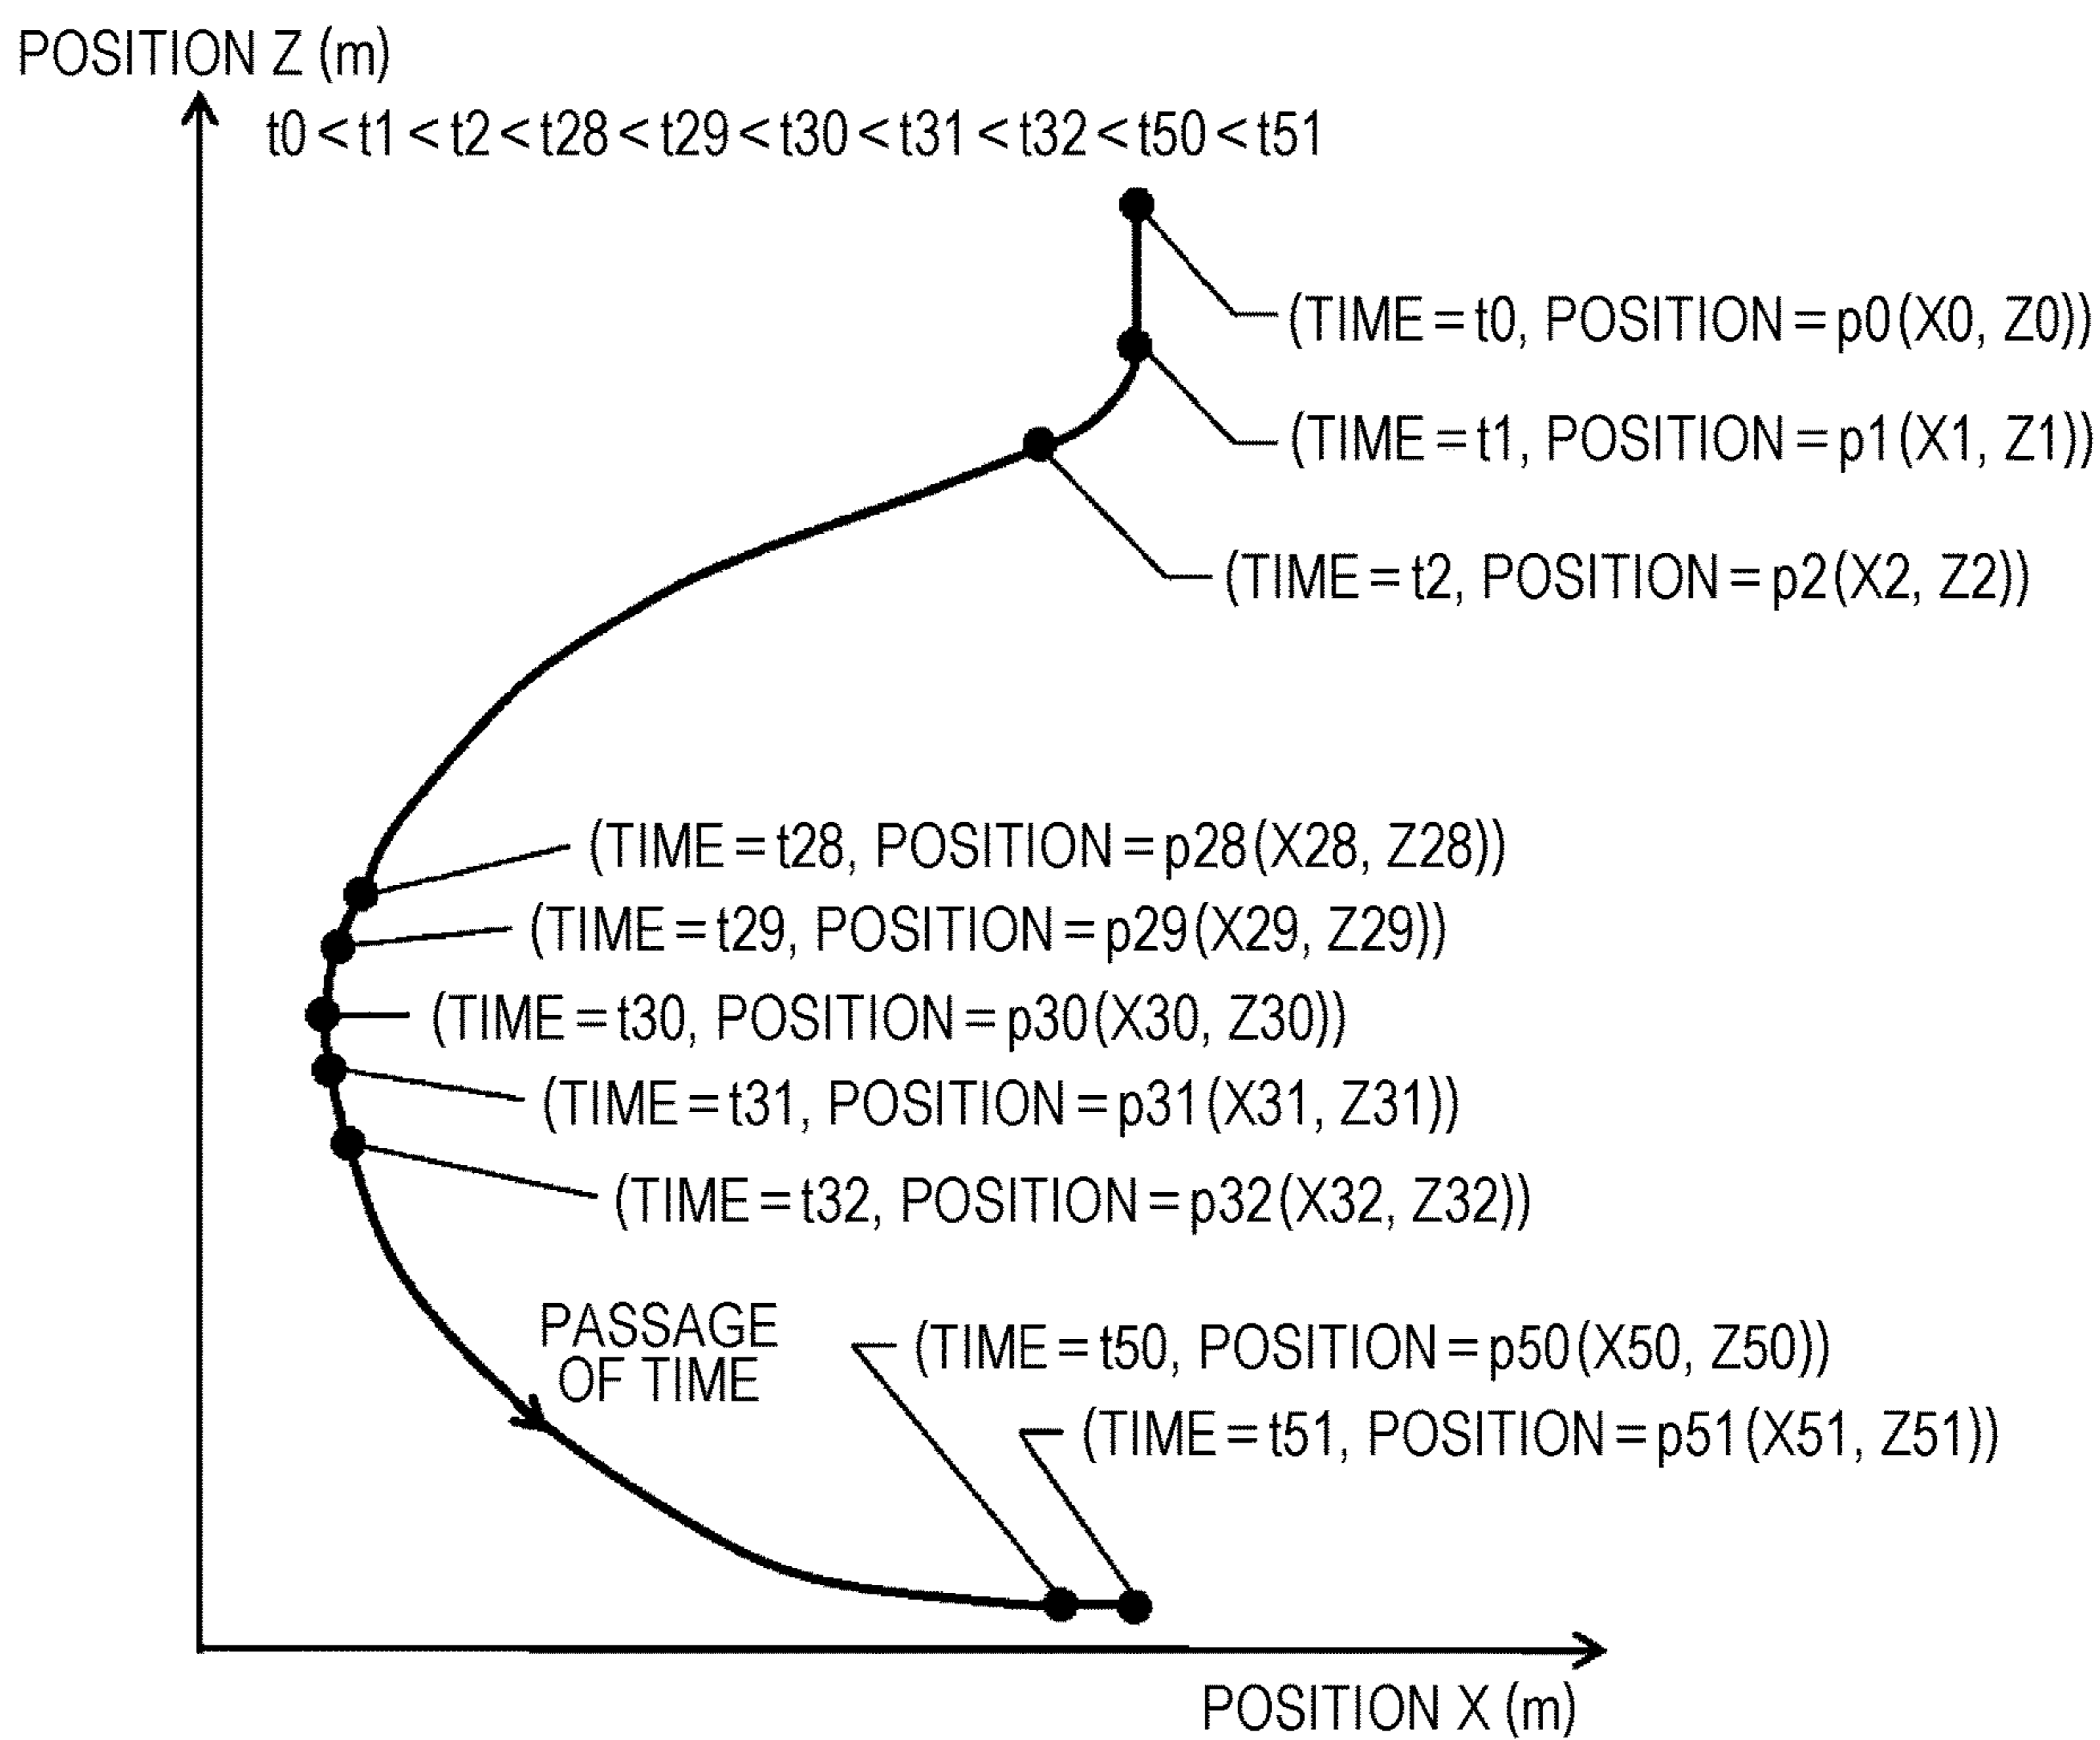 POSITION Z (m)
t0 < t1 < t2 < t28 < t29 < t30 < t31 < t32 < t50 < t51
(TIME = t0, POSITION = p0 (X0, Z0))
(TIME = t1, POSITION = p1 (X1, Z1))
(TIME = t2, POSITION = p2 (X2, Z2))
(TIME = t28, POSITION = p28 (X28, Z28))
(TIME = t29, POSITION = p29 (X29, Z29))
(TIME = t30, POSITION = p30 (X30, Z30))
(TIME = t31, POSITION = p31 (X31, Z31))
(TIME = t32, POSITION = p32 (X32, Z32))
PASSAGE
OF TIME
(TIME = t50, POSITION = p50 (X50, Z50))
(TIME = t51, POSITION = p51 (X51, Z51))
POSITION X (m)